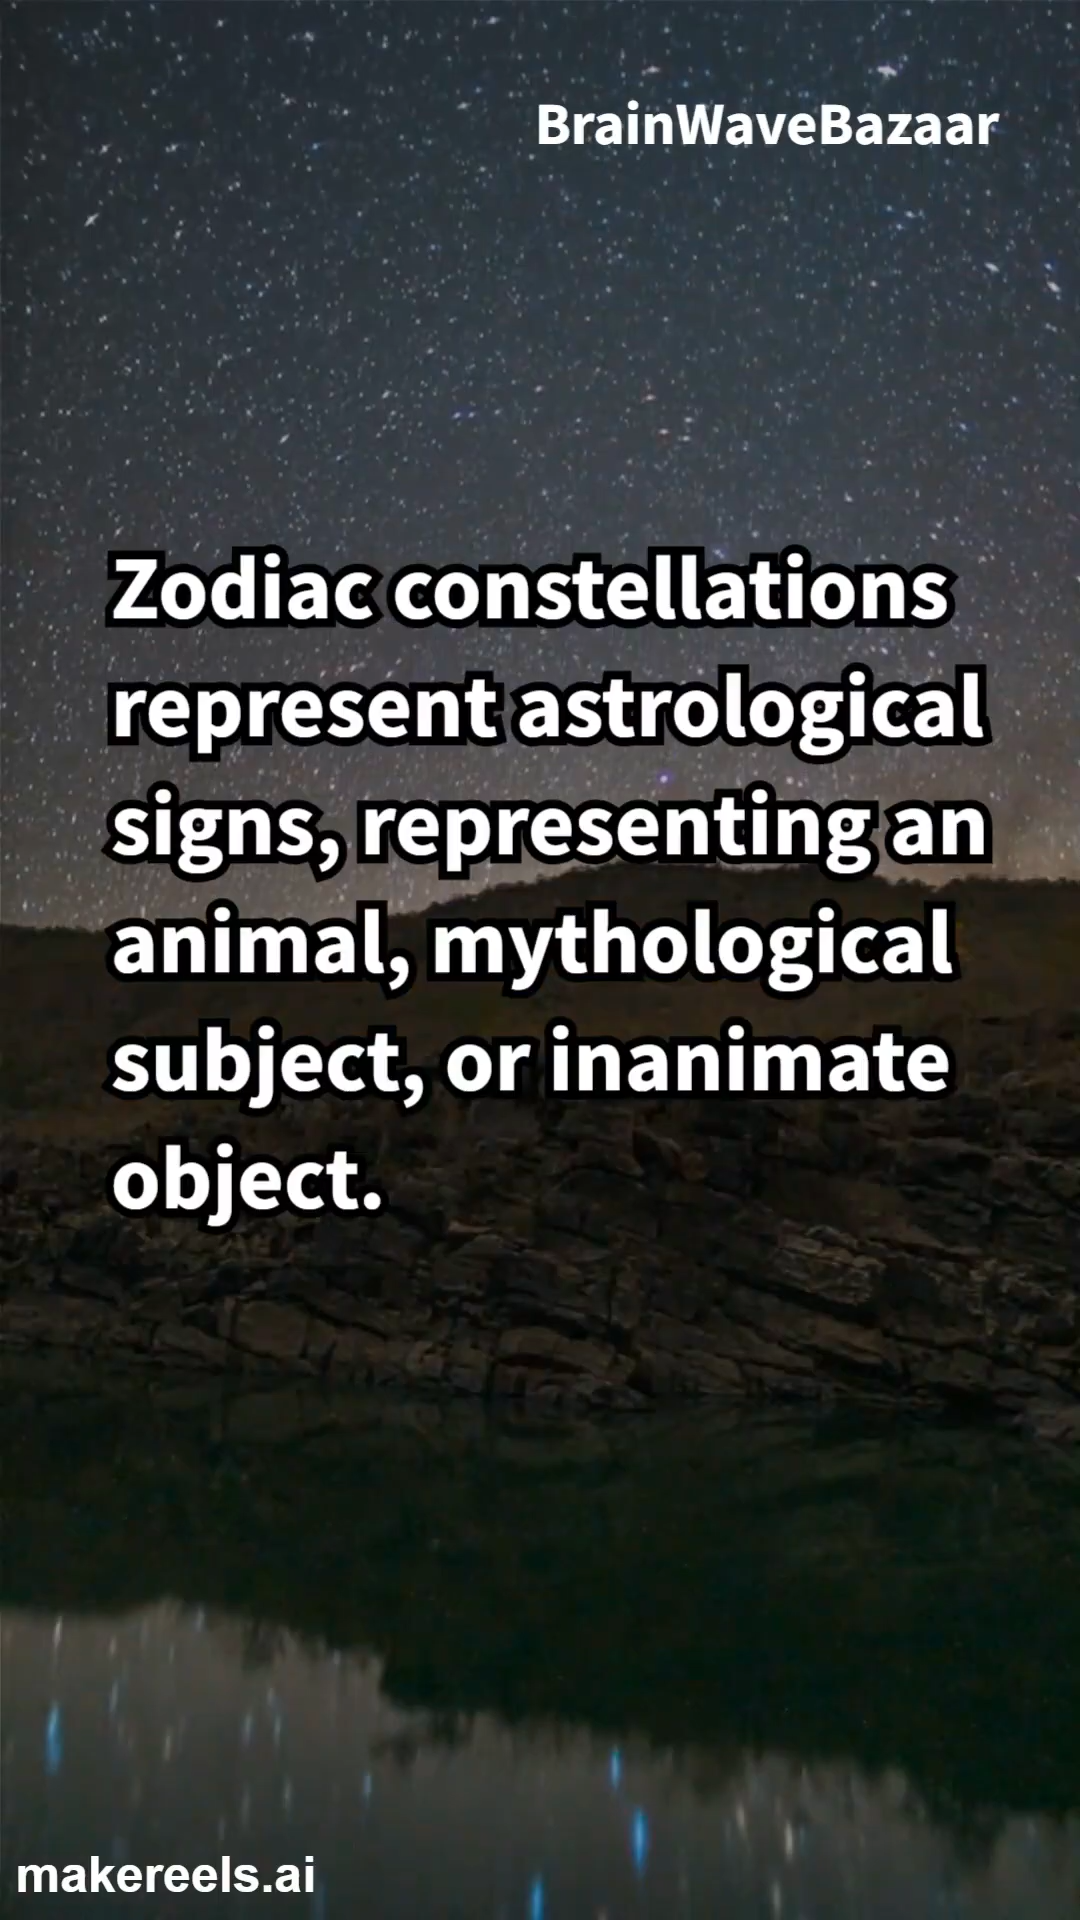 BrainWaveBazaar
Zodiac constellations
represent astrological
signs, representing an
animal, mythological
subject, or inanimate
object.
makereels.ai